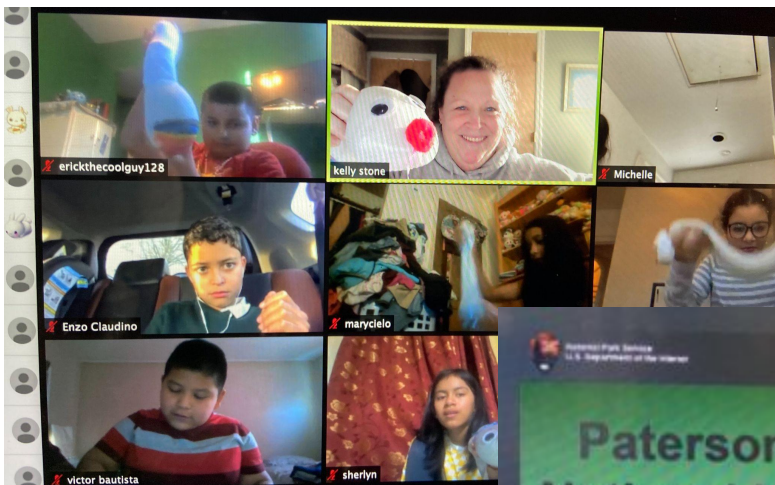 erickthecoolguy128
kelly stone
Michelle
Enzo Claudino
marycielo
victor bautista
sherlyn
National Park Service
U.S. Department of the Interior
Paterson